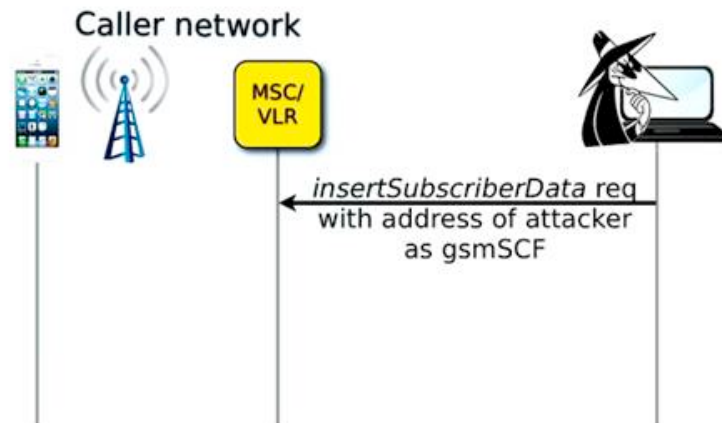 Caller network
MSC/
VLR
insertSubscriberData req
with address of attacker
as gsmSCF